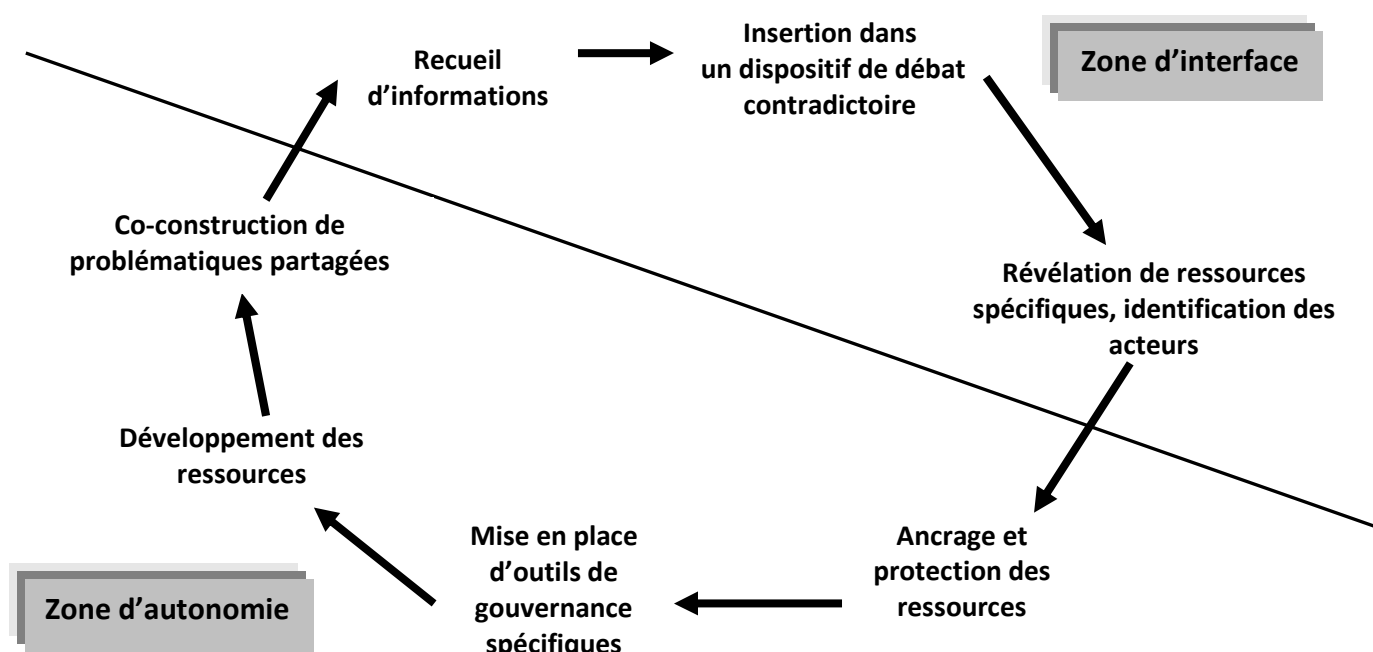 Recueil
d’informations
Insertion dans
un dispositif de débat
contradictoire
Zone d’interface
Co-construction de
problématiques partagées
Révélation de ressources
spécifiques, identification des
acteurs
Développement des
ressources
Mise en place
d’outils de
gouvernance
spécifiques
Ancrage et
protection des
ressources
Zone d’autonomie